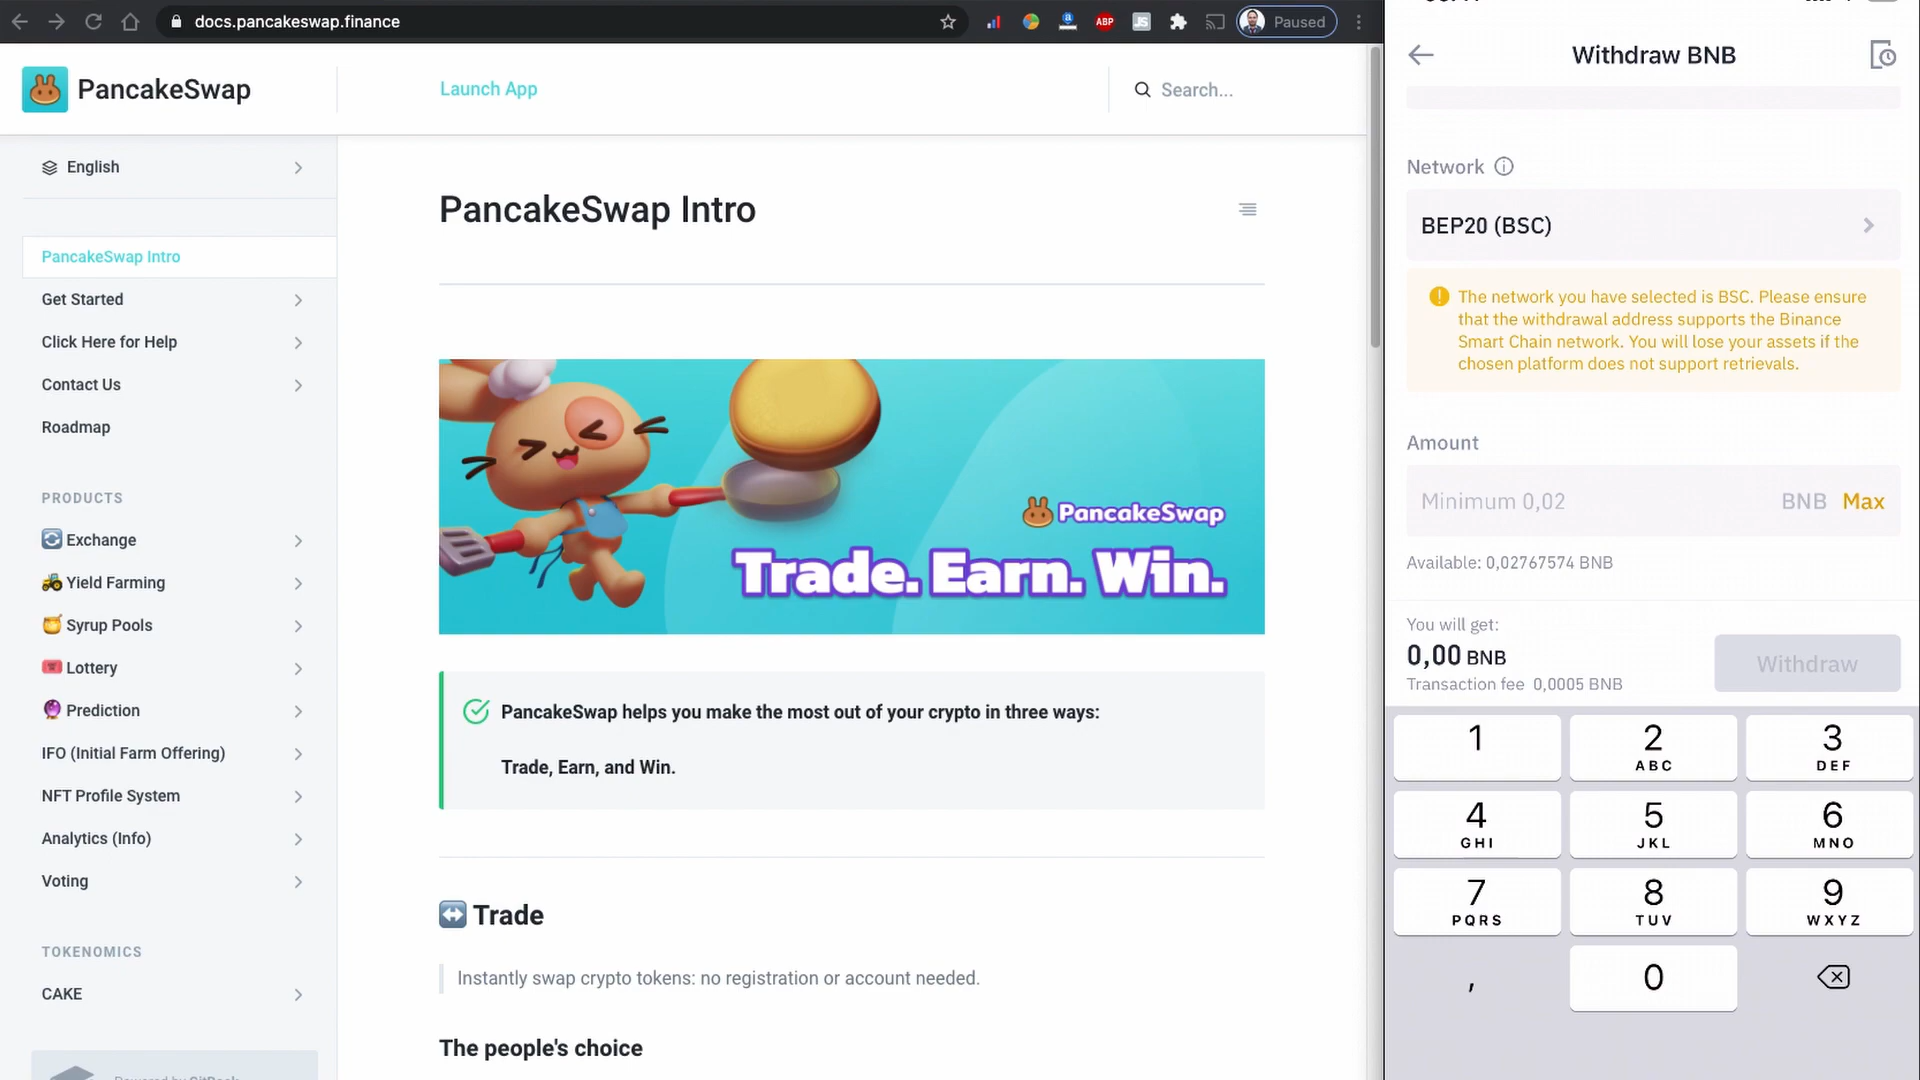 docs.pancakeswap.finance
ABP
JS
Paused
PancakeSwap
Launch App
Search...
English
PancakeSwap Intro
Get Started
Click Here for Help
Contact Us
Roadmap
PRODUCTS
Exchange
Yield Farming
Syrup Pools
Lottery
Prediction
IFO (Initial Farm Offering)
NFT Profile System
Analytics (Info)
Voting
TOKENOMICS
CAKE
PancakeSwap Intro
PancakeSwap
Trade. Earn. Win.
PancakeSwap helps you make the most out of your crypto in three ways:
Trade, Earn, and Win.
Trade
Instantly swap crypto tokens: no registration or account needed.
The people's choice
Withdraw BNB
Network
BEP20 (BSC)
The network you have selected is BSC. Please ensure
that the withdrawal address supports the Binance
Smart Chain network. You will lose your assets if the
chosen platform does not support retrievals.
Amount
Minimum 0,02 BNB Max
Available: 0,02767574 BNB
You will get:
0,00 BNB
Withdraw
Transaction fee 0,0005 BNB
1 2 3
ABC DEF
4 5 6
GHI JKL MNO
7 8 9
PQRS TUV WXYZ
, 0